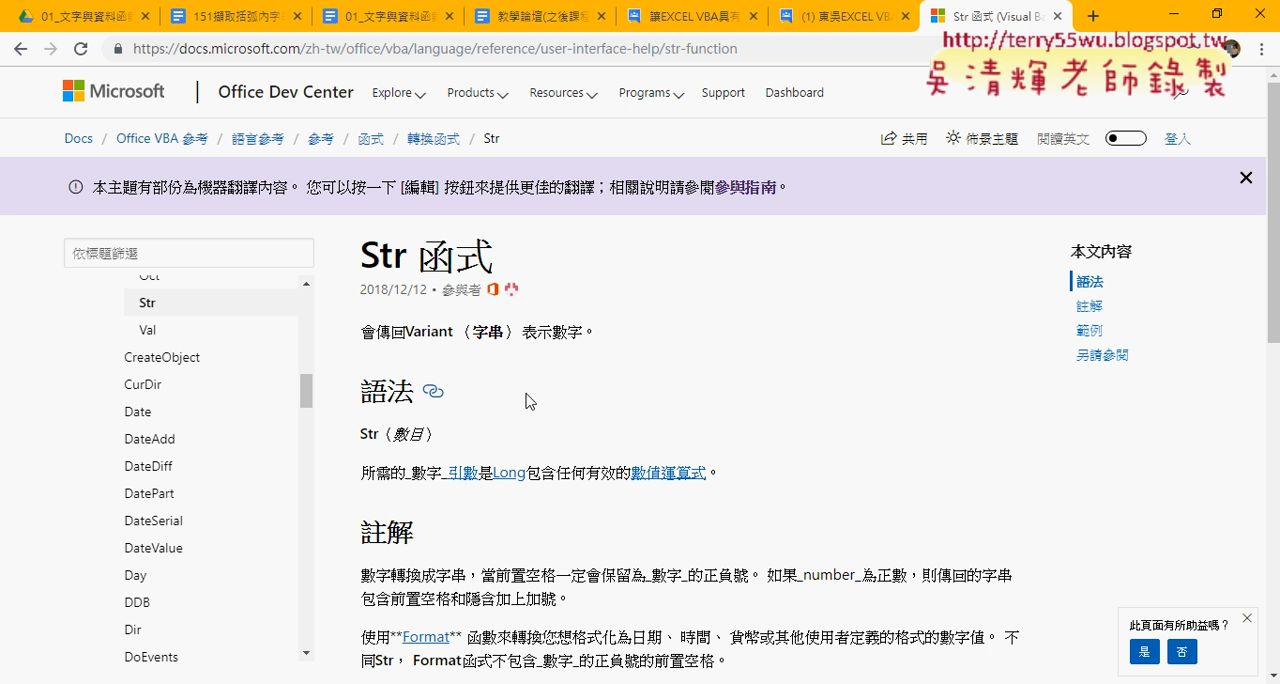 01_文字與資料函
151擷取括弧內字
01_文字與資料函
教學論壇(之後課程
讓EXCEL VBA具有
(1) 東吳EXCEL VB
Str 函式 (Visual Ba
https://docs.microsoft.com/zh-tw/office/vba/language/reference/user-interface-help/str-function
http://terry55wu.blogspot.tw
吳清輝老師錄製
Microsoft
Office Dev Center
Explore
Products
Resources
Programs
Support
Dashboard
Docs / Office VBA 參考 / 語言參考 / 參考 / 函式 / 轉換函式 / Str
共用
佈景主題
閱讀英文
登入
本主題有部份為機器翻譯內容。 您可以按一下 [編輯] 按鈕來提供更佳的翻譯；相關說明請參閱參與指南。
依標題篩選
Oct
Str
Val
CreateObject
CurDir
Date
DateAdd
DateDiff
DatePart
DateSerial
DateValue
Day
DDB
Dir
DoEvents
Str 函式
2018/12/12 • 參與者
會傳回Variant （字串） 表示數字。
語法
Str（數目）
所需的_數字_引數是Long包含任何有效的數值運算式。
註解
數字轉換成字串，當前置空格一定會保留為_數字_的正負號。 如果_number_為正數，則傳回的字串
包含前置空格和隱含加上加號。
使用**Format** 函數來轉換您想格式化為日期、 時間、 貨幣或其他使用者定義的格式的數字值。 不
同Str， Format函式不包含_數字_的正負號的前置空格。
本文內容
語法
註解
範例
另請參閱
此頁面有所助益嗎？
是
否